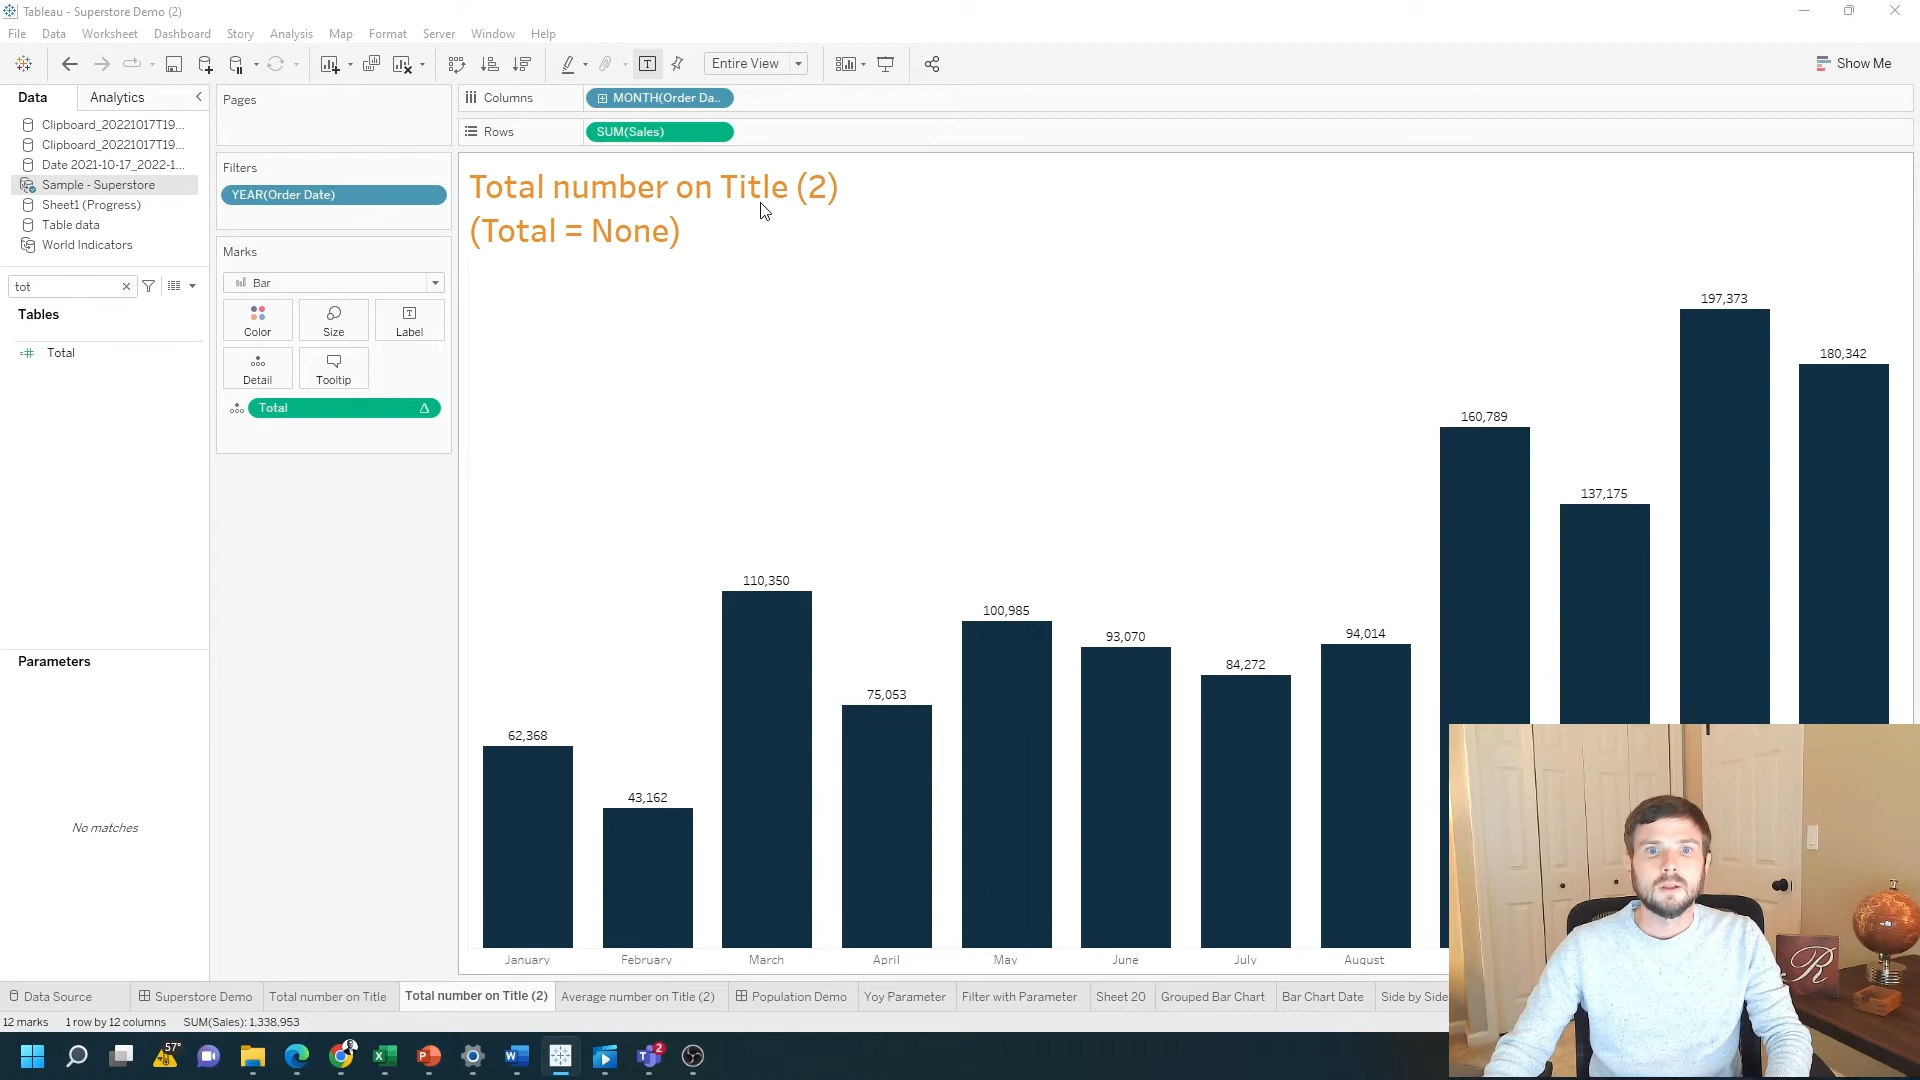 Tableau - Superstore Demo (2)
File Data Worksheet Dashboard Story Analysis Map Format Server Window Help
Entire View
Show Me
Data Analytics
Pages
Columns
MONTH(Order Da..
Clipboard_20221017T19...
Clipboard_20221017T19...
Date 2021-10-17_2022-1...
Sample - Superstore
Sheet1 (Progress)
Table data
World Indicators
Rows
SUM(Sales)
Filters
YEAR(Order Date)
tot
Tables
Total
Parameters
No matches
Marks
Bar
Color Size Label
Detail Tooltip
Total
Total number on Title (2)
(Total = None)
197,373
180,342
160,789
137,175
110,350
100,985
93,070
94,014
84,272
75,053
62,368
43,162
January February March April May June July August
R
Data Source Superstore Demo Total number on Title Total number on Title (2) Average number on Title (2) Population Demo Yoy Parameter Filter with Parameter Sheet 20 Grouped Bar Chart Bar Chart Date Side by Side
12 marks 1 row by 12 columns SUM(Sales): 1,338,953
57°
2